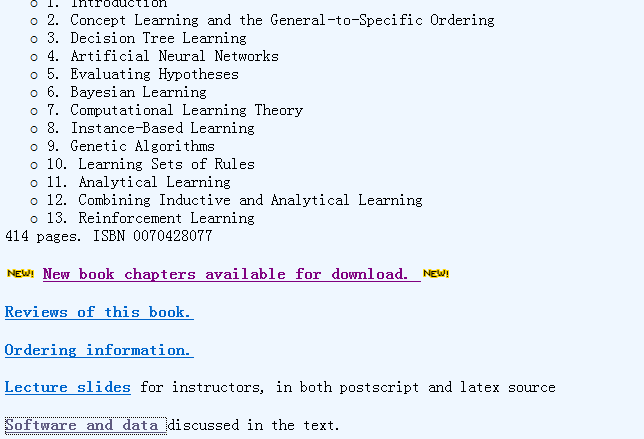 1. Introduction
2. Concept Learning and the General-to-Specific Ordering
3. Decision Tree Learning
4. Artificial Neural Networks
5. Evaluating Hypotheses
6. Bayesian Learning
7. Computational Learning Theory
8. Instance-Based Learning
9. Genetic Algorithms
10. Learning Sets of Rules
11. Analytical Learning
12. Combining Inductive and Analytical Learning
13. Reinforcement Learning
414 pages. ISBN 0070428077
NEW! New book chapters available for download. NEW!
Reviews of this book.
Ordering information.
Lecture slides for instructors, in both postscript and latex source
Software and data discussed in the text.